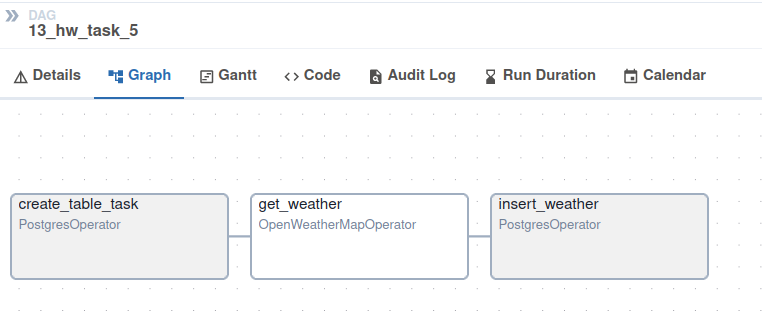 DAG
13_hw_task_5
Details Graph Gantt Code Audit Log Run Duration Calendar
create_table_task get_weather insert_weather
PostgresOperator OpenWeatherMapOperator PostgresOperator